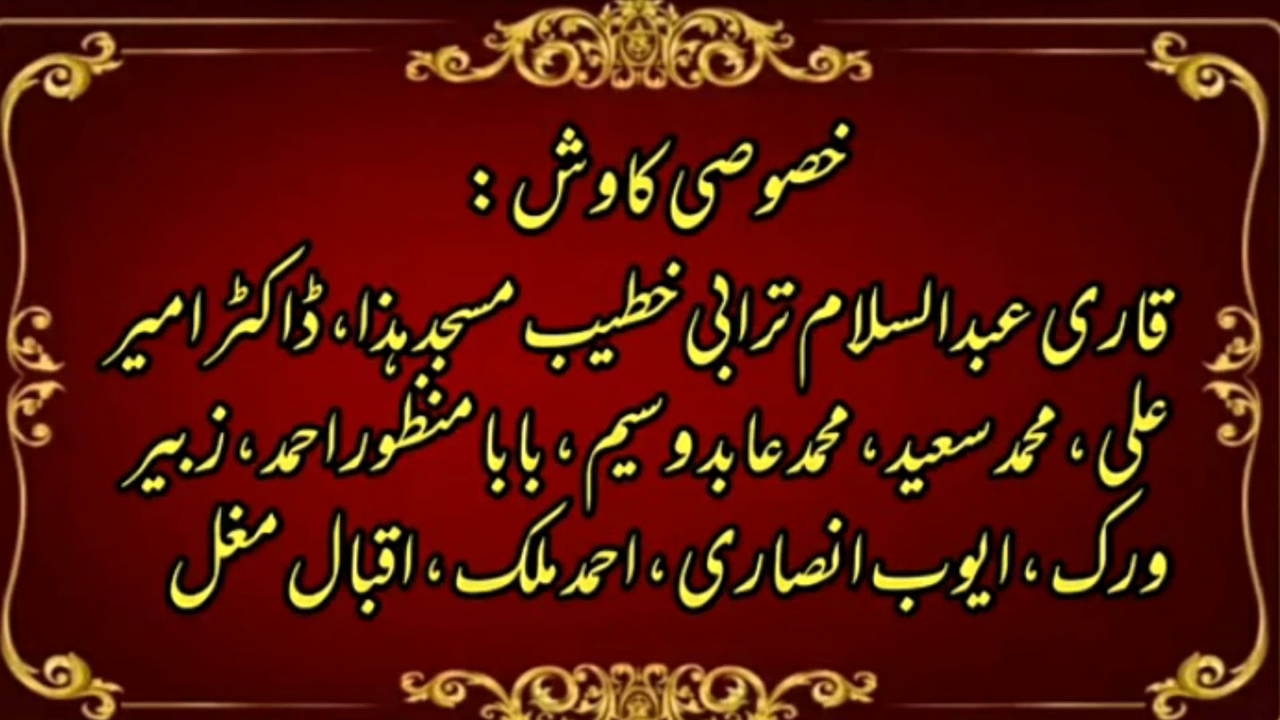 خصوصی کاوش :
قاری عبدالسلام ترابی خطیب مسجد ہذا، ڈاکٹر امیر
علی ، محمد سعید ، محمد عابد وسیم ، بابا منظور احمد ، زبیر
ورک ، ایوب انصاری ، احمد ملک ، اقبال مغل